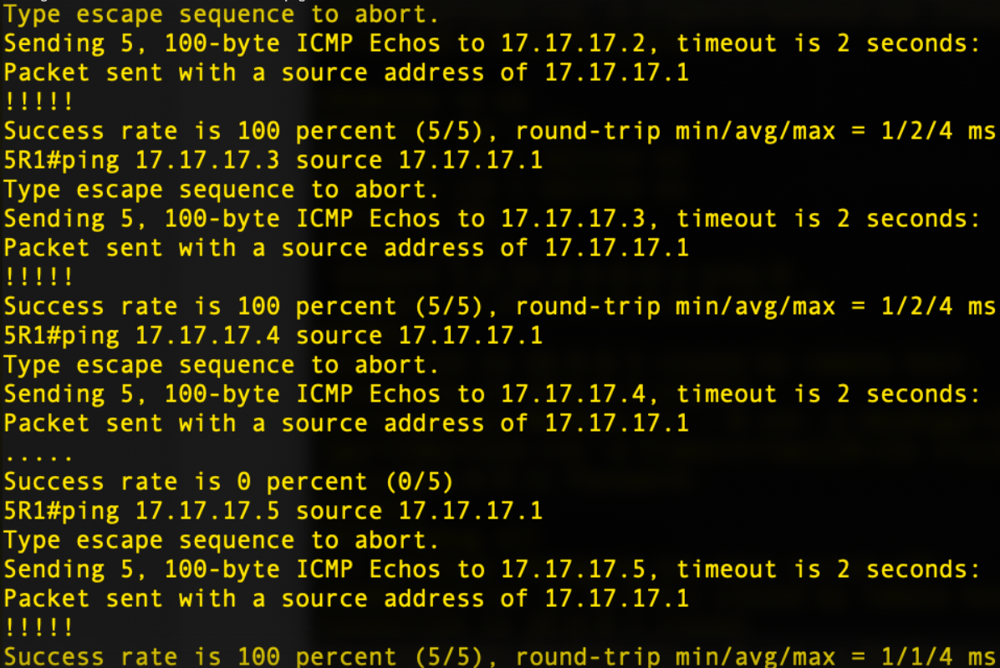 Type escape sequence to abort.
Sending 5, 100-byte ICMP Echos to 17.17.17.2, timeout is 2 seconds:
Packet sent with a source address of 17.17.17.1
!!!!!
Success rate is 100 percent (5/5), round-trip min/avg/max = 1/2/4 ms
5R1#ping 17.17.17.3 source 17.17.17.1
Type escape sequence to abort.
Sending 5, 100-byte ICMP Echos to 17.17.17.3, timeout is 2 seconds:
Packet sent with a source address of 17.17.17.1
!!!!!
Success rate is 100 percent (5/5), round-trip min/avg/max = 1/2/4 ms
5R1#ping 17.17.17.4 source 17.17.17.1
Type escape sequence to abort.
Sending 5, 100-byte ICMP Echos to 17.17.17.4, timeout is 2 seconds:
Packet sent with a source address of 17.17.17.1
.....
Success rate is 0 percent (0/5)
5R1#ping 17.17.17.5 source 17.17.17.1
Type escape sequence to abort.
Sending 5, 100-byte ICMP Echos to 17.17.17.5, timeout is 2 seconds:
Packet sent with a source address of 17.17.17.1
!!!!!
Success rate is 100 percent (5/5), round-trip min/avg/max = 1/1/4 ms